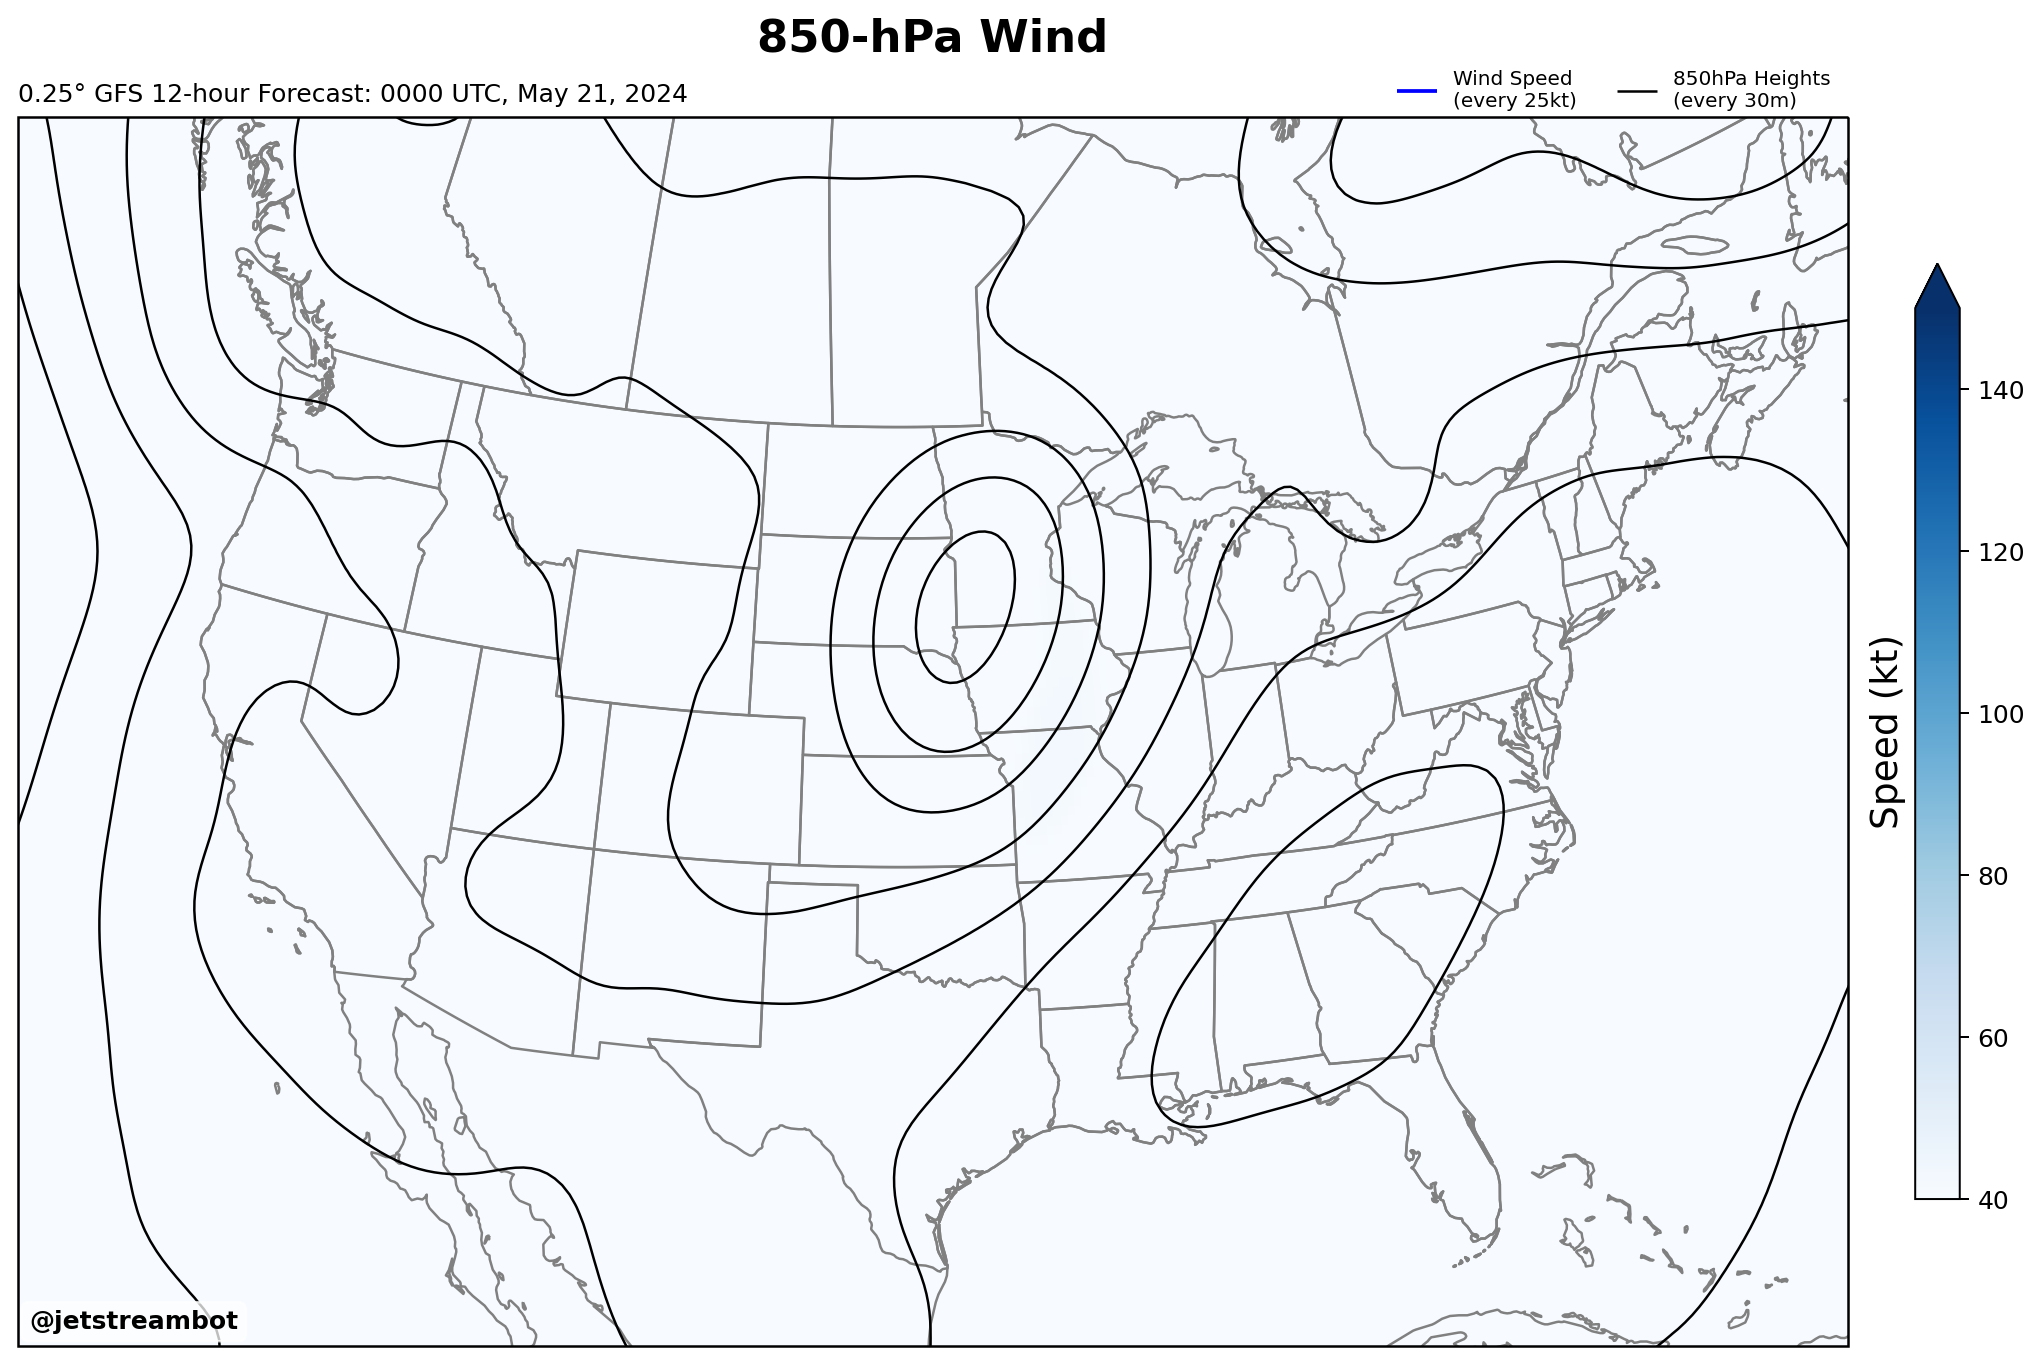 850-hPa Wind
0.25° GFS 12-hour Forecast: 0000 UTC, May 21, 2024
Wind Speed
(every 25kt)
850hPa Heights
(every 30m)
140
120
100
80
60
40
Speed (kt)
@jetstreambot